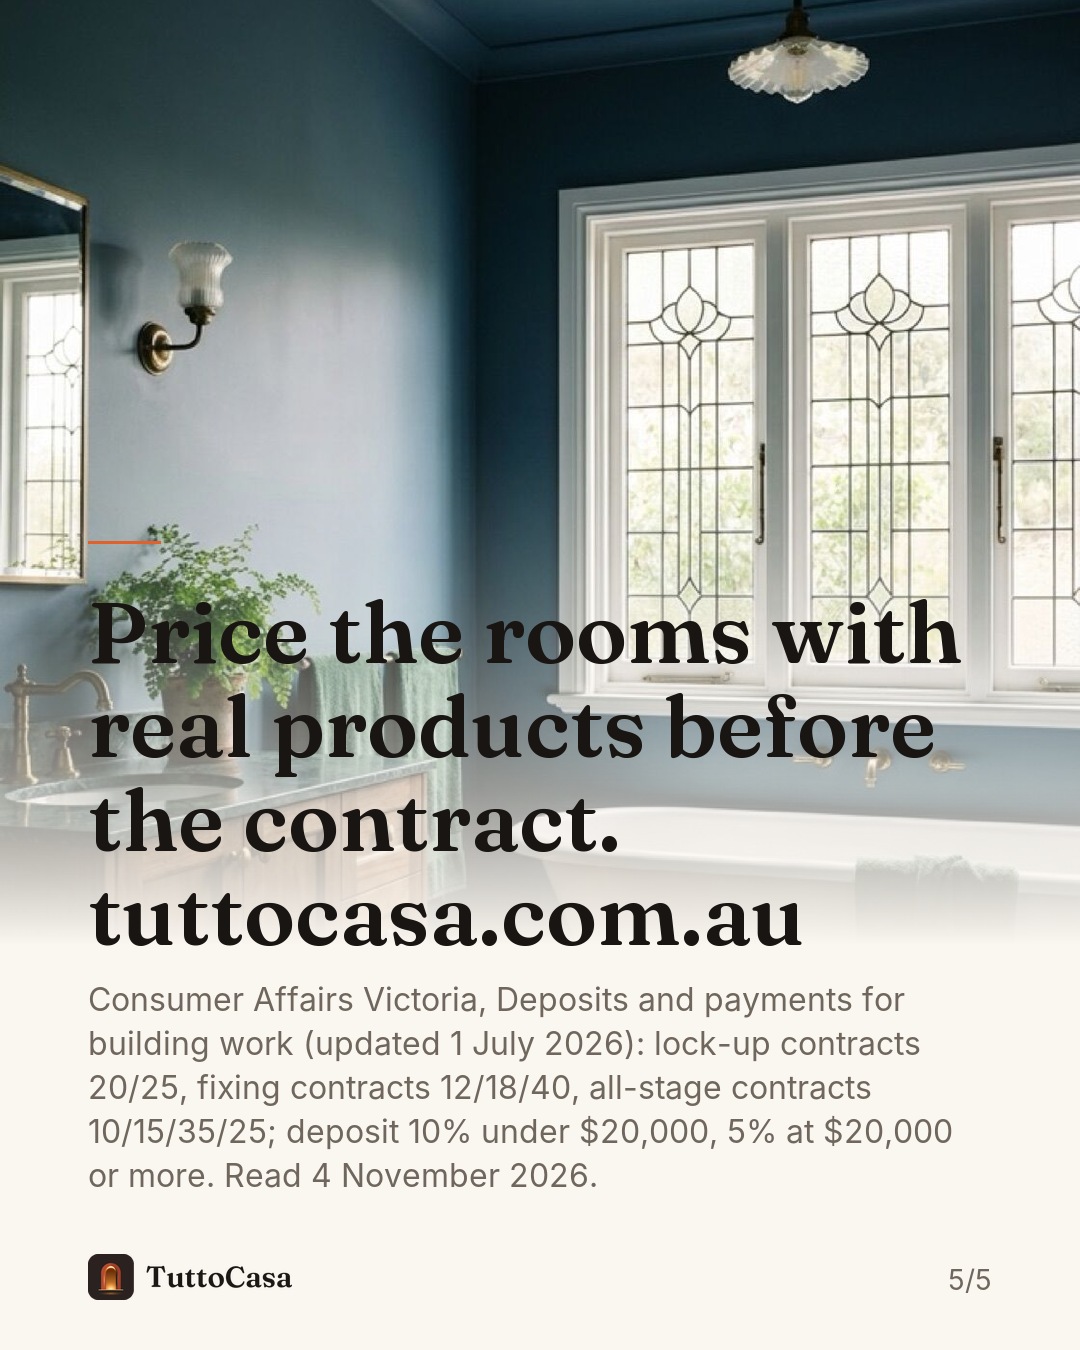 Price the rooms with
real products before
the contract.
tuttocasa.com.au
Consumer Affairs Victoria, Deposits and payments for
building work (updated 1 July 2026): lock-up contracts
20/25, fixing contracts 12/18/40, all-stage contracts
10/15/35/25; deposit 10% under $20,000, 5% at $20,000
or more. Read 4 November 2026.
TuttoCasa
5/5